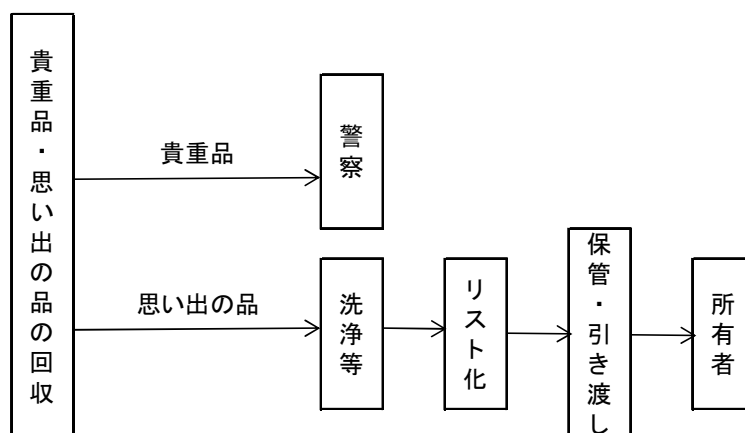 貴重品・思い出の品の回収
貴重品
警察
思い出の品
洗浄等
リスト化
保管・引き渡し
所有者